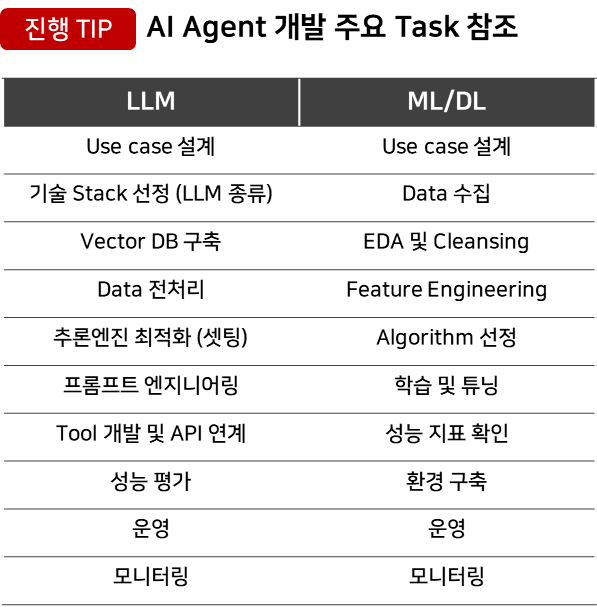 진행 TIP AI Agent 개발 주요 Task 참조
LLM ML/DL
Use case 설계 Use case 설계
기술 Stack 선정 (LLM 종류) Data 수집
Vector DB 구축 EDA 및 Cleansing
Data 전처리 Feature Engineering
추론엔진 최적화 (셋팅) Algorithm 선정
프롬프트 엔지니어링 학습 및 튜닝
Tool 개발 및 API 연계 성능 지표 확인
성능 평가 환경 구축
운영 운영
모니터링 모니터링